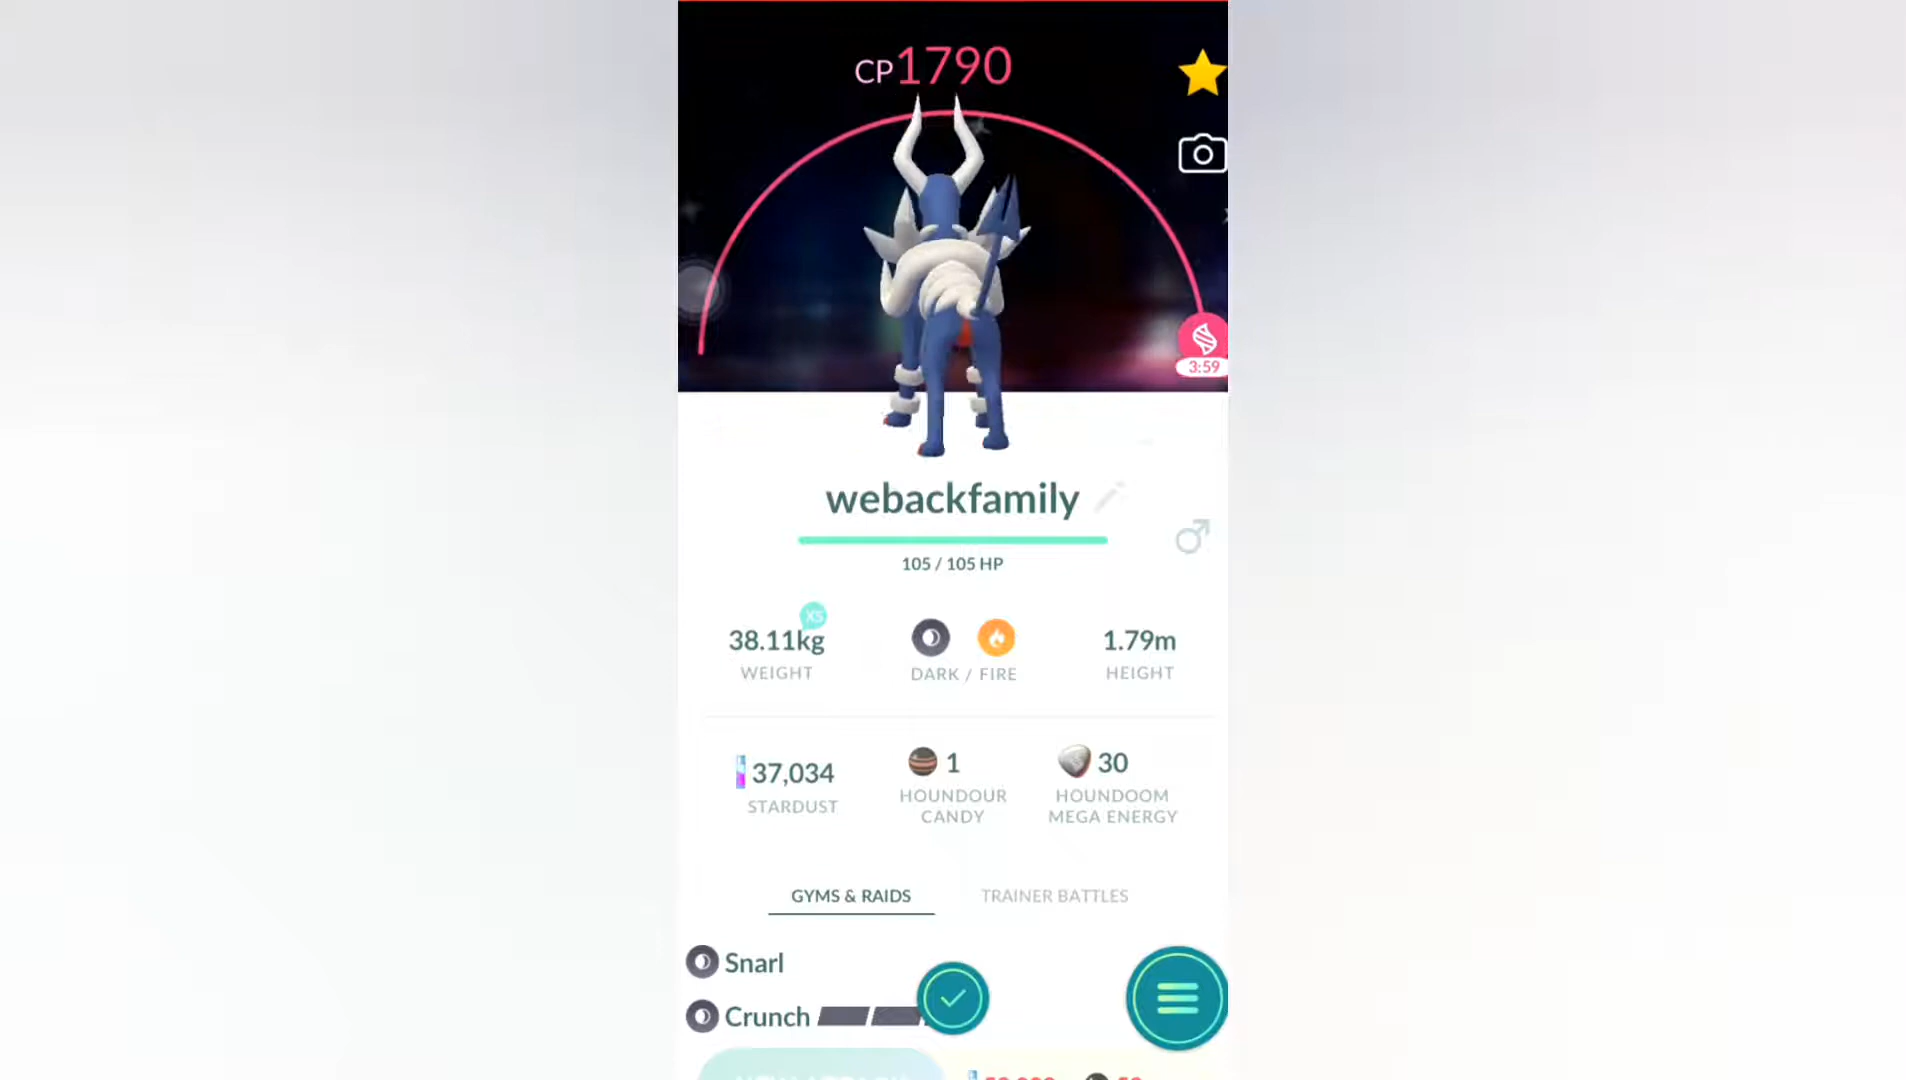 CP1790
3:59
webackfamily
105 / 105 HP
XS
38.11kg
WEIGHT
DARK / FIRE
1.79m
HEIGHT
37,034
STARDUST
1
HOUNDOUR
CANDY
30
HOUNDOOM
MEGA ENERGY
GYMS & RAIDS
TRAINER BATTLES
Snarl
Crunch